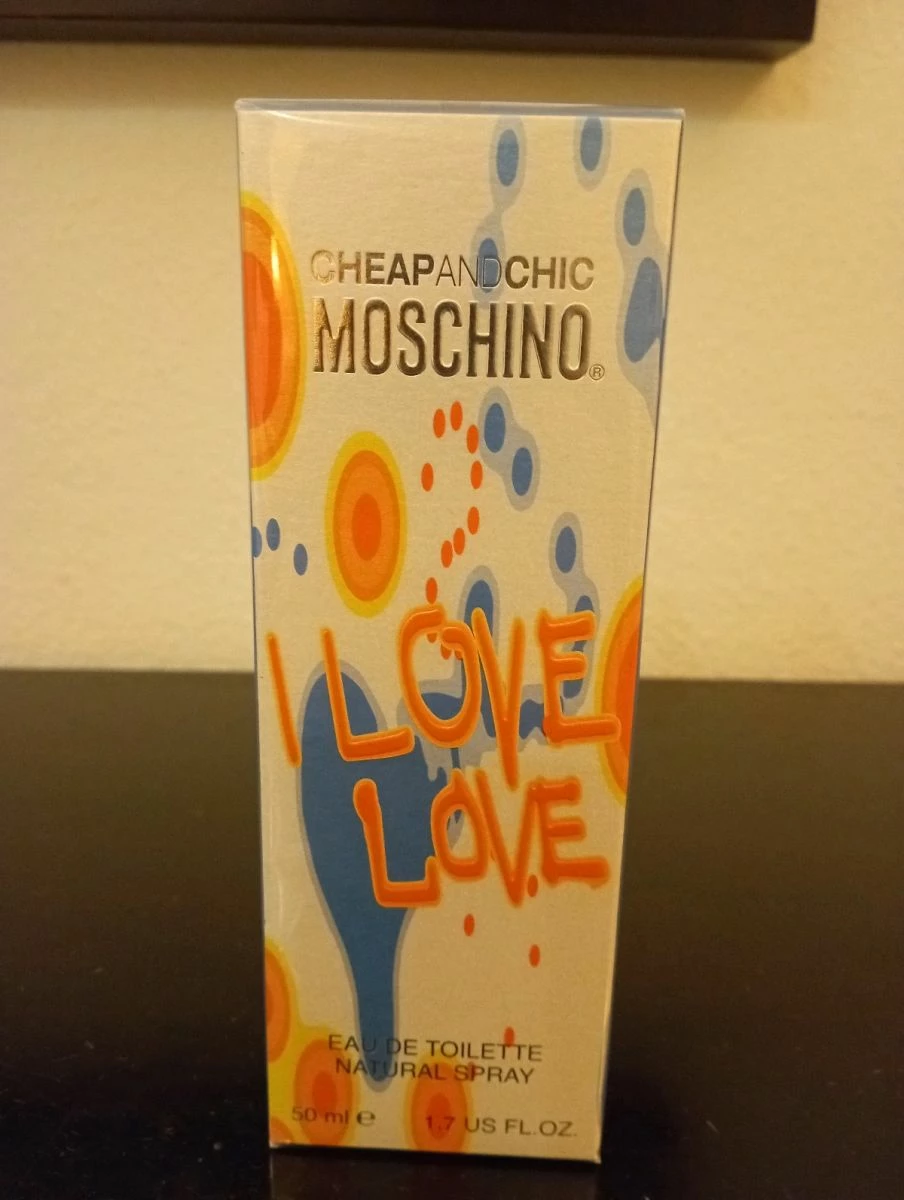 CHEAPANDCHIC
MOSCHINO®
I LOVE
LOVE
EAU DE TOILETTE
NATURAL SPRAY
50 ml ℮ 1,7 US FL.OZ.